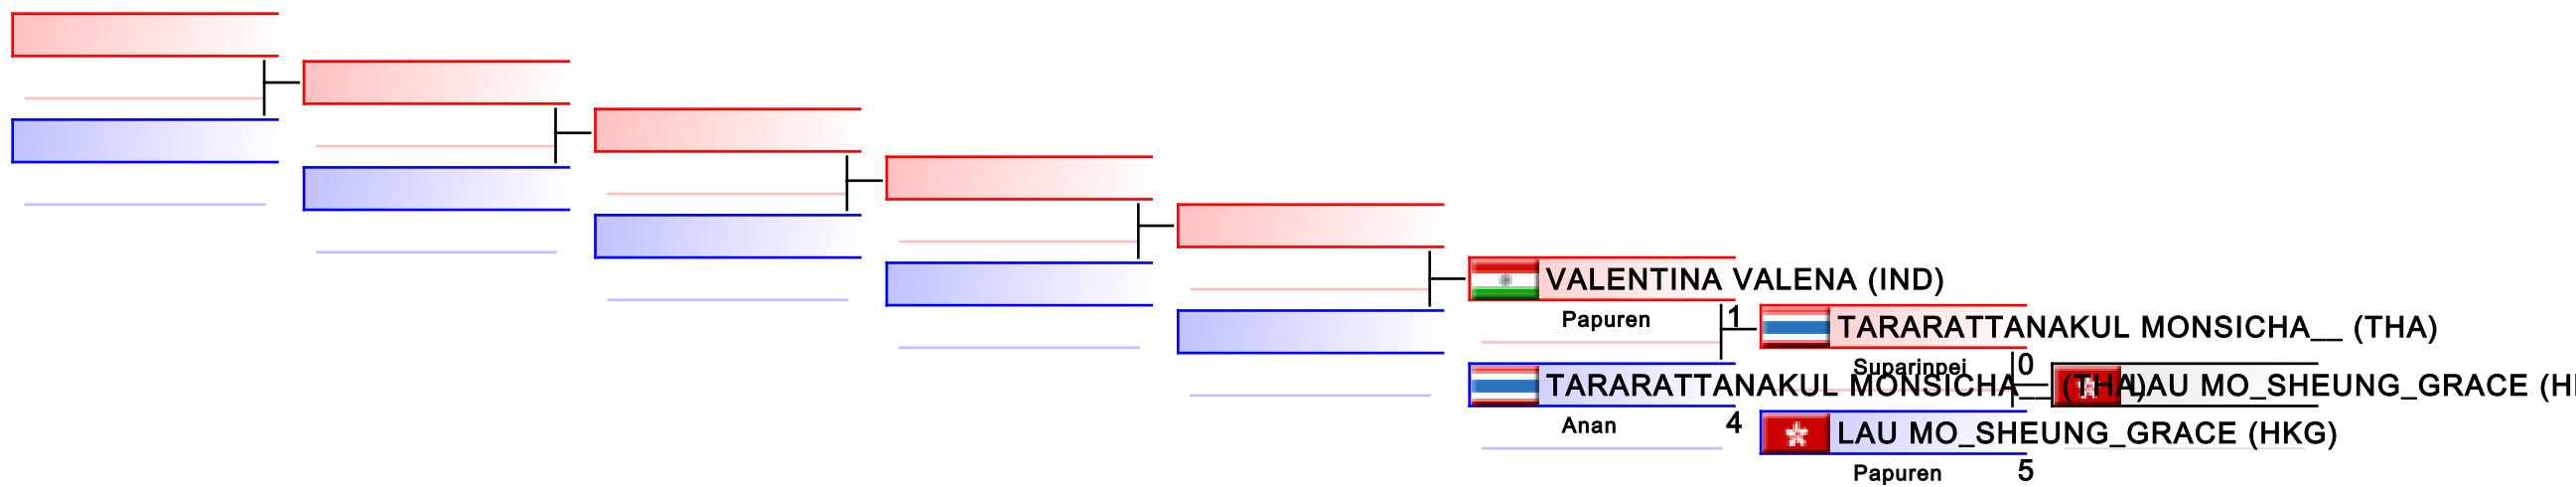 VALENTINA VALENA (IND)
Papuren
1
TARARATTANAKUL MONSICHA__ (THA)
Suparinpei
0
TARARATTANAKUL MONSICHA__ (THA)
LAU MO_SHEUNG_GRACE (H
Anan
4
LAU MO_SHEUNG_GRACE (HKG)
Papuren
5